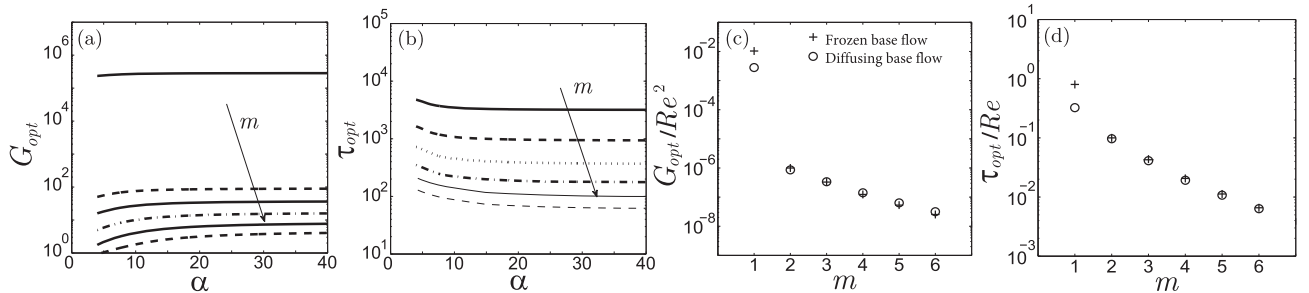 (a)
G_opt
10^6
10^4
10^2
10^0
m
0 10 20 30 40
α
(b)
τ_opt
10^5
10^4
10^3
10^2
10^1
m
0 10 20 30 40
α
(c)
+ Frozen base flow
o Diffusing base flow
G_opt/Re^2
10^-2
10^-4
10^-6
10^-8
1 2 3 4 5 6
m
(d)
τ_opt/Re
10^1
10^0
10^-1
10^-2
10^-3
1 2 3 4 5 6
m